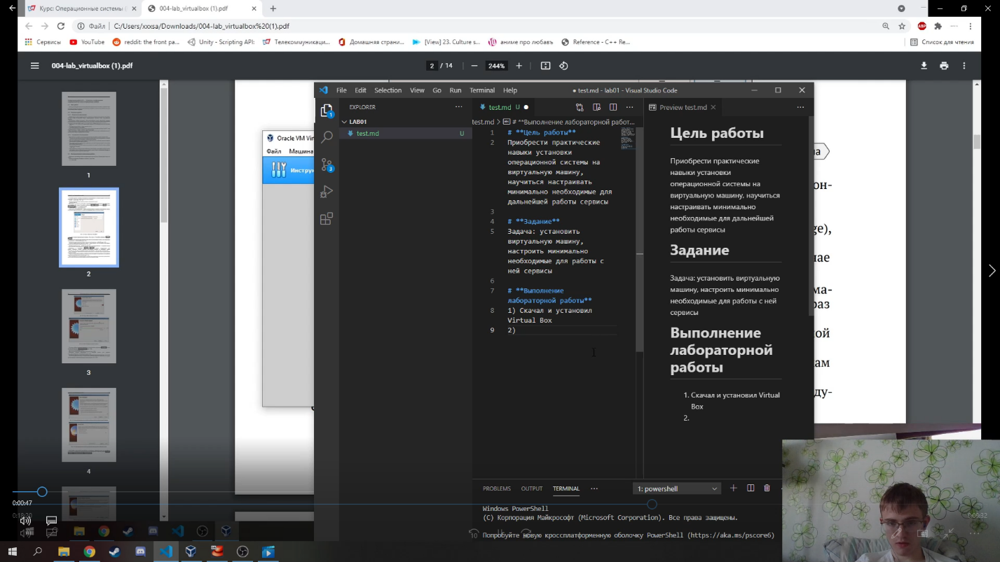 Курс: Операционные системы
004-lab_virtualbox (1).pdf
Файл
C:/Users/xxxsa/Downloads/004-lab_virtualbox%20(1).pdf
ABP
Сервисы
YouTube
reddit: the front pa...
Unity - Scripting API:
Телекоммуникаци...
Домашняя страни...
[View] 23. Culture s...
аниме про любавъ
Reference - C++ Re...
Список для чтения
004-lab_virtualbox (1).pdf
2 / 14
244%
1
2
3
4
Oracle VM Vir
Файл Машина
Инстру
File Edit Selection View Go Run Terminal Help
● test.md - lab01 - Visual Studio Code
1
3
EXPLORER
LAB01
test.md U
test.md U
test.md > # **Выполнение лабораторной работ...
1 # **Цель работы**
2 Приобрести практические
навыки установки
операционной системы на
виртуальную машину,
научиться настраивать
минимально необходимые для
дальнейшей работы сервисы
3
4 # **Задание**
5 Задача: установить
виртуальную машину,
настроить минимально
необходимые для работы с
ней сервисы
6
7 # **Выполнение
лабораторной работы**
8 1) Скачал и установил
Virtual Box
9 2)
Preview test.md
Цель работы
Приобрести практические
навыки установки
операционной системы на
виртуальную машину, научиться
настраивать минимально
необходимые для дальнейшей
работы сервисы
Задание
Задача: установить виртуальную
машину, настроить минимально
необходимые для работы с ней
сервисы
Выполнение
лабораторной
работы
1. Скачал и установил Virtual
Box
2.
на
он-
ge),
чае
ма-
раз
ной
кам
ду-
PROBLEMS OUTPUT TERMINAL
1: powershell
Windows PowerShell
(C) Корпорация Майкрософт (Microsoft Corporation). Все права защищены.
Попробуйте новую кроссплатформенную оболочку PowerShell (https://aka.ms/pscore6)
0:00:47
0:18:20
10